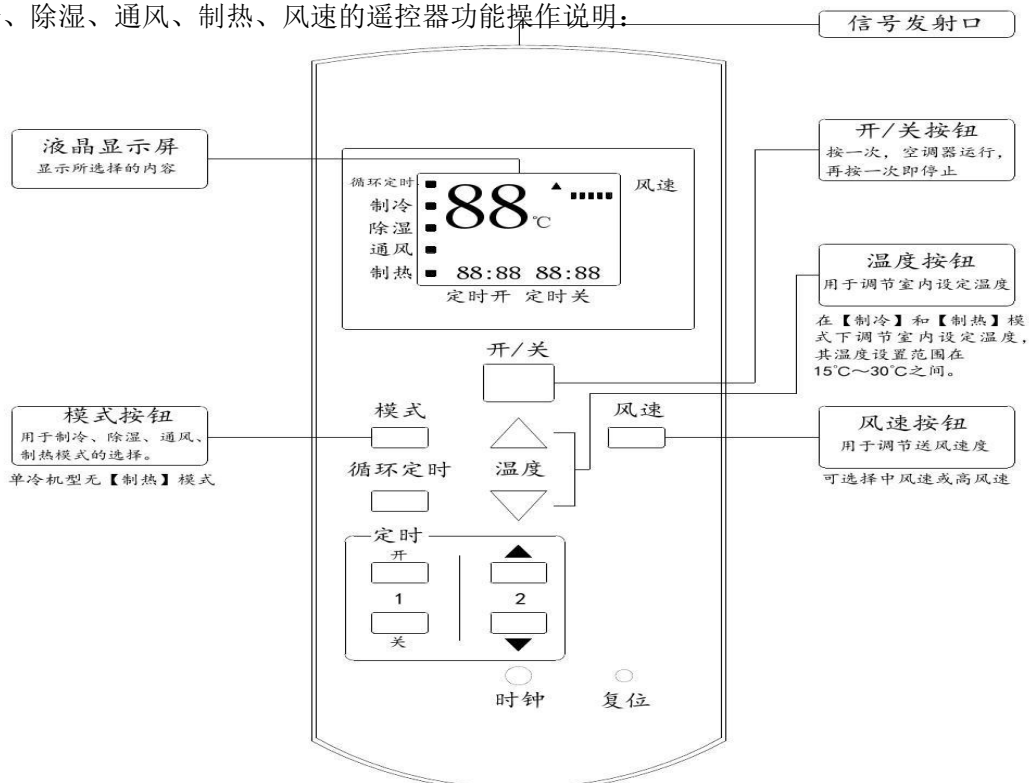 、除湿、通风、制热、风速的遥控器功能操作说明：
信号发射口
液晶显示屏
显示所选择的内容
开/关按钮
按一次，空调器运行，
再按一次即停止
循环定时
制冷
除湿
通风
制热
88℃
风速
88:88 88:88
定时开 定时关
温度按钮
用于调节室内设定温度
在【制冷】和【制热】模
式下调节室内设定温度，
其温度设置范围在
15℃～30℃之间。
开/关
模式按钮
用于制冷、除湿、通风、
制热模式的选择。
单冷机型无【制热】模式
模式
风速
风速按钮
用于调节送风速度
可选择中风速或高风速
循环定时
温度
定时
开
1
关
2
时钟
复位